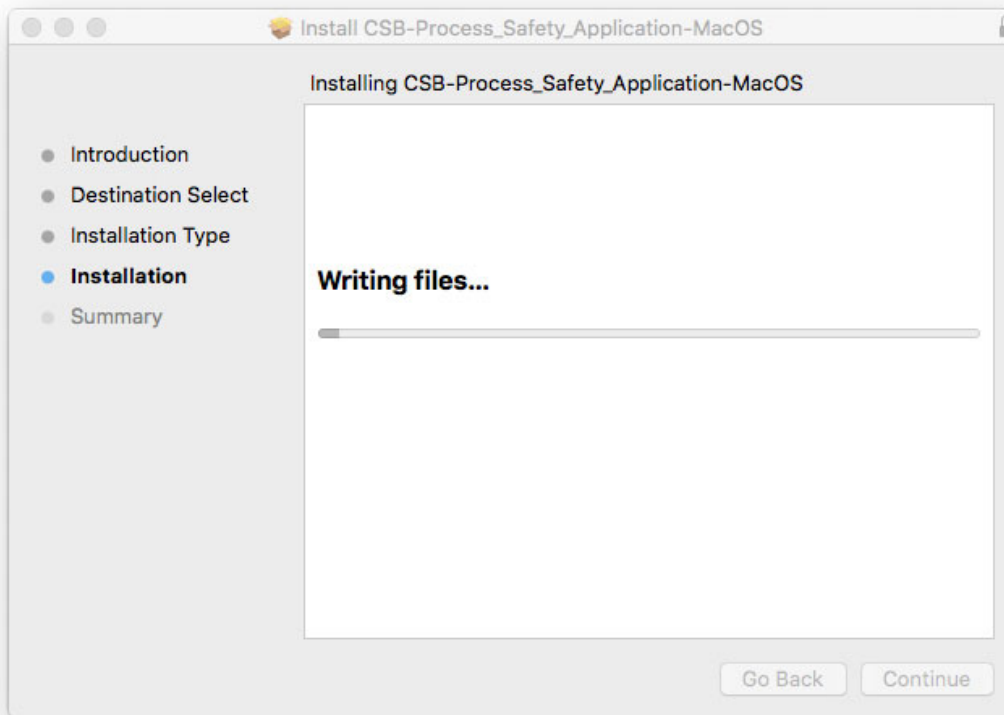 Install CSB-Process_Safety_Application-MacOS
Installing CSB-Process_Safety_Application-MacOS
Introduction
Destination Select
Installation Type
Installation
Summary
Writing files...
Go Back
Continue